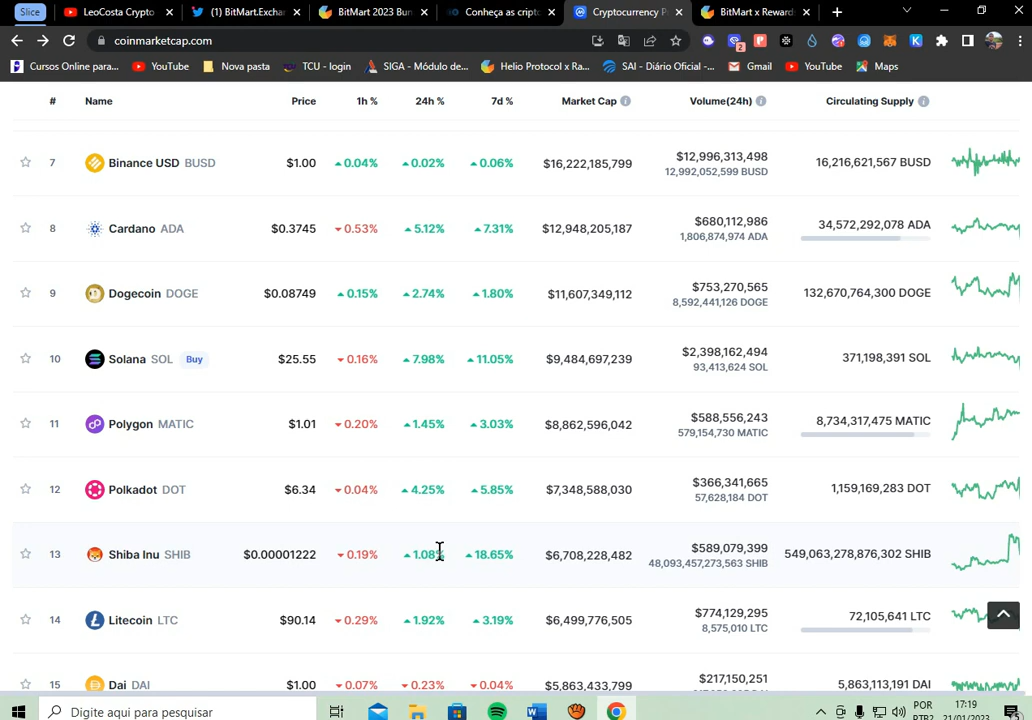 Slice LeoCosta Crypto (1) BitMart.Exchan BitMart 2023 Bun Conheça as cripto Cryptocurrency P BitMart x Reward
coinmarketcap.com 2
Cursos Online para... YouTube Nova pasta TCU - login SIGA - Módulo de... Helio Protocol x Ra... SAI - Diário Oficial -... Gmail YouTube Maps
# Name Price 1h % 24h % 7d % Market Cap Volume(24h) Circulating Supply
7 Binance USD BUSD $1.00 0.04% 0.02% 0.06% $16,222,185,799 $12,996,313,498 16,216,621,567 BUSD
12,992,052,599 BUSD
8 Cardano ADA $0.3745 0.53% 5.12% 7.31% $12,948,205,187 $680,112,986 34,572,292,078 ADA
1,806,874,974 ADA
9 Dogecoin DOGE $0.08749 0.15% 2.74% 1.80% $11,607,349,112 $753,270,565 132,670,764,300 DOGE
8,592,441,126 DOGE
10 Solana SOL Buy $25.55 0.16% 7.98% 11.05% $9,484,697,239 $2,398,162,494 371,198,391 SOL
93,413,624 SOL
11 Polygon MATIC $1.01 0.20% 1.45% 3.03% $8,862,596,042 $588,556,243 8,734,317,475 MATIC
579,154,730 MATIC
12 Polkadot DOT $6.34 0.04% 4.25% 5.85% $7,348,588,030 $366,341,665 1,159,169,283 DOT
57,628,184 DOT
13 Shiba Inu SHIB $0.00001222 0.19% 1.08% 18.65% $6,708,228,482 $589,079,399 549,063,278,876,302 SHIB
48,093,457,273,563 SHIB
14 Litecoin LTC $90.14 0.29% 1.92% 3.19% $6,499,776,505 $774,129,295 72,105,641 LTC
8,575,010 LTC
15 Dai DAI $1.00 0.07% 0.23% 0.04% $5,863,433,799 $217,150,251 5,863,113,191 DAI
Digite aqui para pesquisar POR 17:19
PTB2 21/01/2023